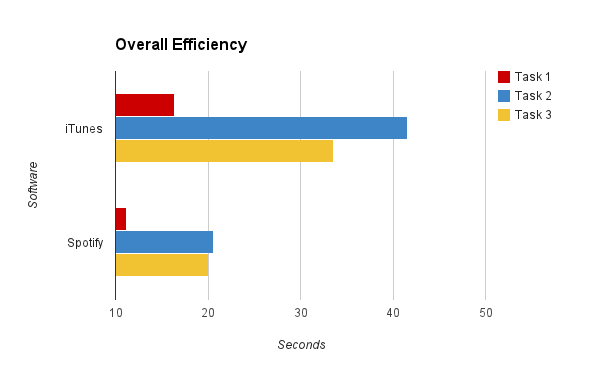 Overall Efficiency
Task 1
Task 2
Task 3
iTunes
Software
Spotify
10 20 30 40 50
Seconds